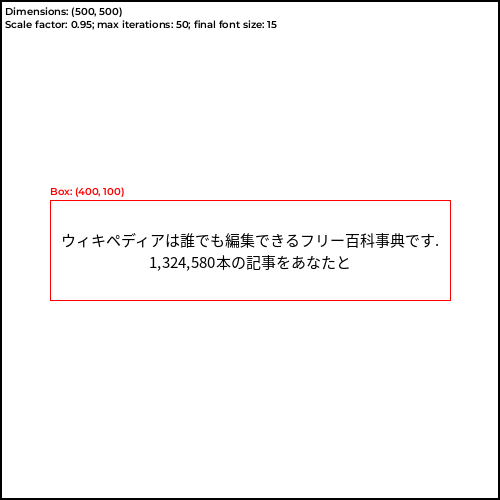 Dimensions: (500, 500)
Scale factor: 0.95; max iterations: 50; final font size: 15
Box: (400, 100)
ウィキペディアは誰でも編集できるフリー百科事典です.
1,324,580本の記事をあなたと